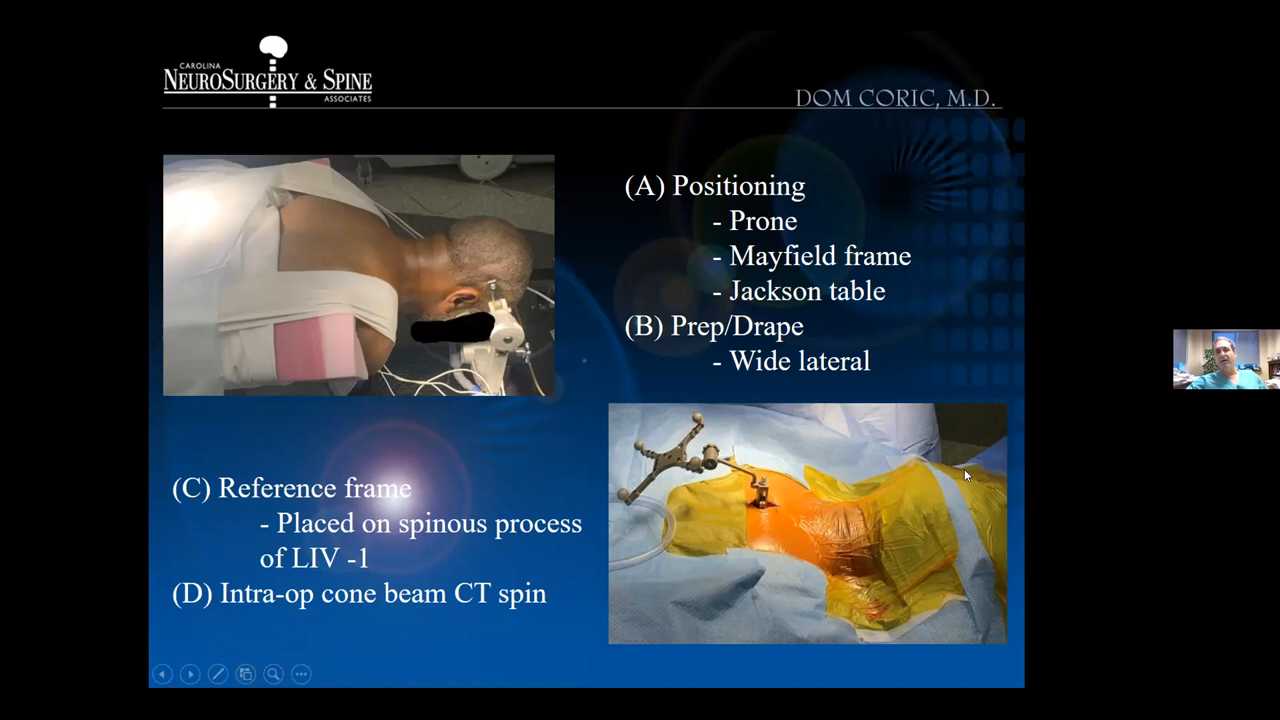 CAROLINA
NEUROSURGERY & SPINE
ASSOCIATES
DOM CORIC, M.D.
(A) Positioning
- Prone
- Mayfield frame
- Jackson table
(B) Prep/Drape
- Wide lateral
(C) Reference frame
- Placed on spinous process
of LIV -1
(D) Intra-op cone beam CT spin